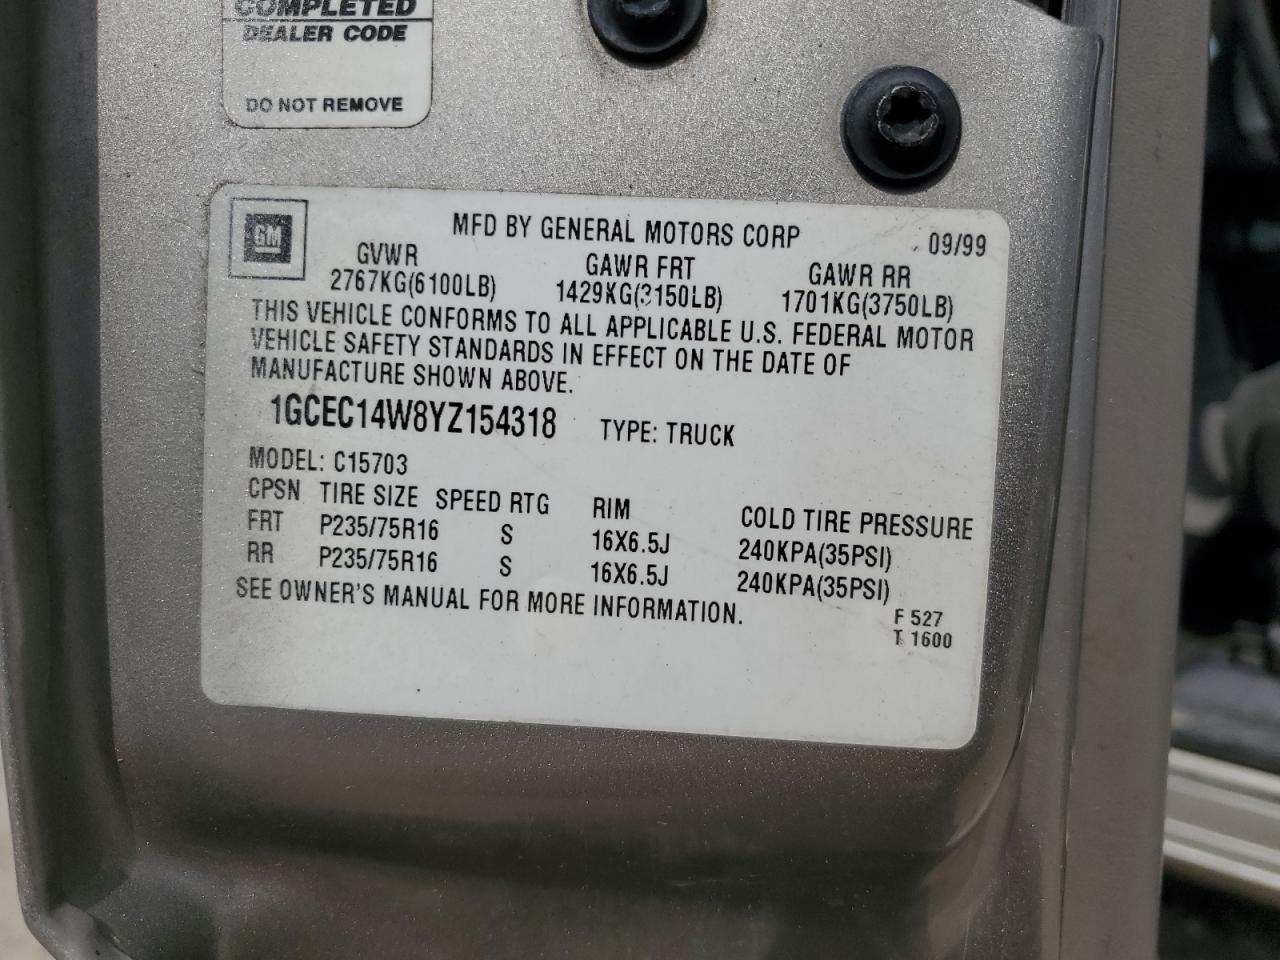 COMPLETED
DEALER CODE
DO NOT REMOVE
GM
MFD BY GENERAL MOTORS CORP 09/99
GVWR GAWR FRT GAWR RR
2767KG(6100LB) 1429KG(3150LB) 1701KG(3750LB)
THIS VEHICLE CONFORMS TO ALL APPLICABLE U.S. FEDERAL MOTOR
VEHICLE SAFETY STANDARDS IN EFFECT ON THE DATE OF
MANUFACTURE SHOWN ABOVE.
1GCEC14W8YZ154318 TYPE: TRUCK
MODEL: C15703
CPSN TIRE SIZE SPEED RTG RIM COLD TIRE PRESSURE
FRT P235/75R16 S 16X6.5J 240KPA(35PSI)
RR P235/75R16 S 16X6.5J 240KPA(35PSI)
SEE OWNER'S MANUAL FOR MORE INFORMATION.
F 527
T 1600